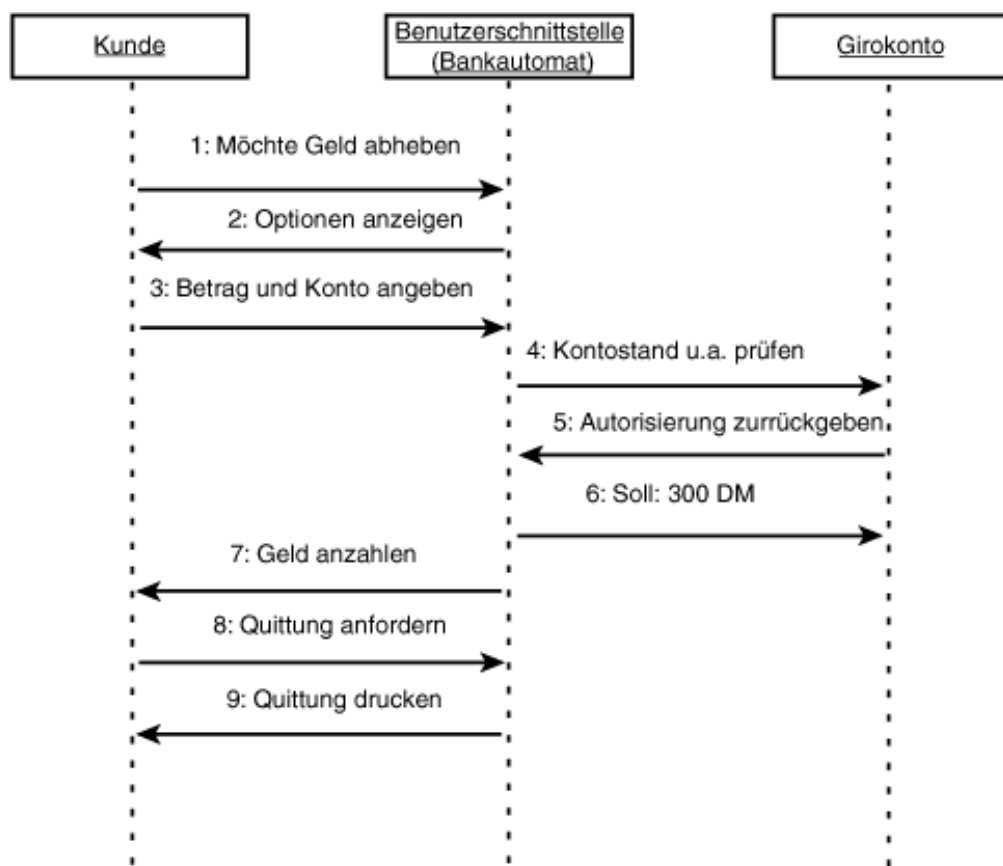 Kunde
Benutzerschnittstelle
(Bankautomat)
Girokonto
1: Möchte Geld abheben
2: Optionen anzeigen
3: Betrag und Konto angeben
4: Kontostand u.a. prüfen
5: Autorisierung zurrückgeben
6: Soll: 300 DM
7: Geld anzahlen
8: Quittung anfordern
9: Quittung drucken